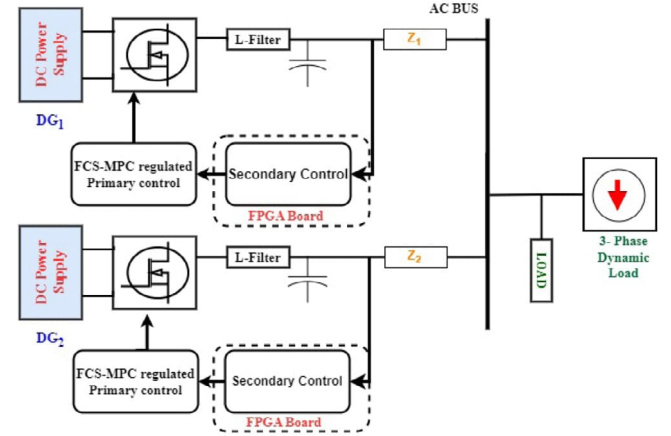 AC BUS
DC Power
Supply
L-Filter
Z1
DG1
FCS-MPC regulated
Primary control
Secondary Control
FPGA Board
3- Phase
Dynamic
Load
LOAD
DC Power
Supply
L-Filter
Z2
DG2
FCS-MPC regulated
Primary control
Secondary Control
FPGA Board